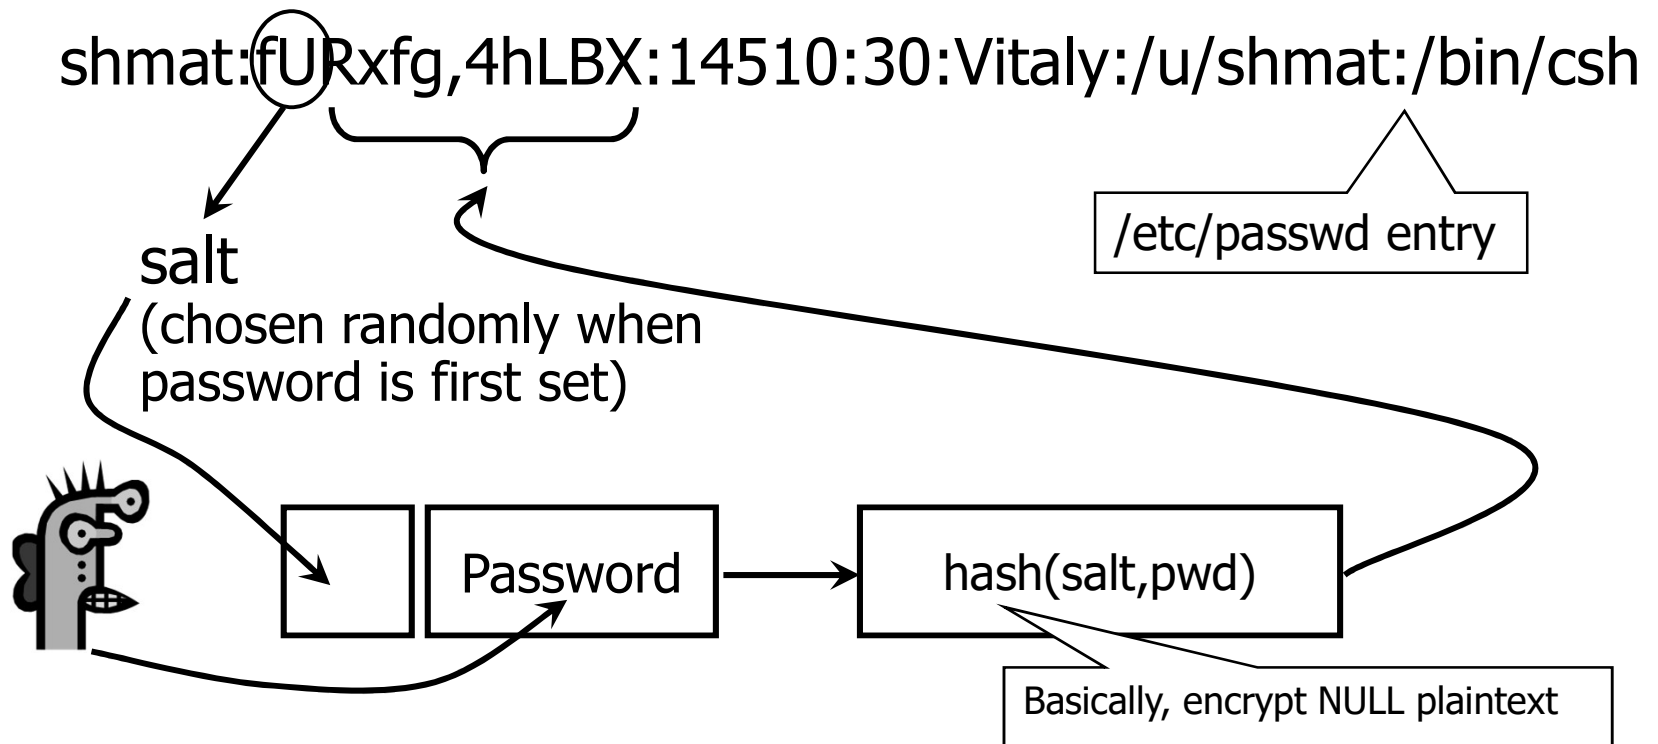 shmat:fURxfg,4hLBX:14510:30:Vitaly:/u/shmat:/bin/csh
/etc/passwd entry
salt
(chosen randomly when
password is first set)
Password
hash(salt,pwd)
Basically, encrypt NULL plaintext